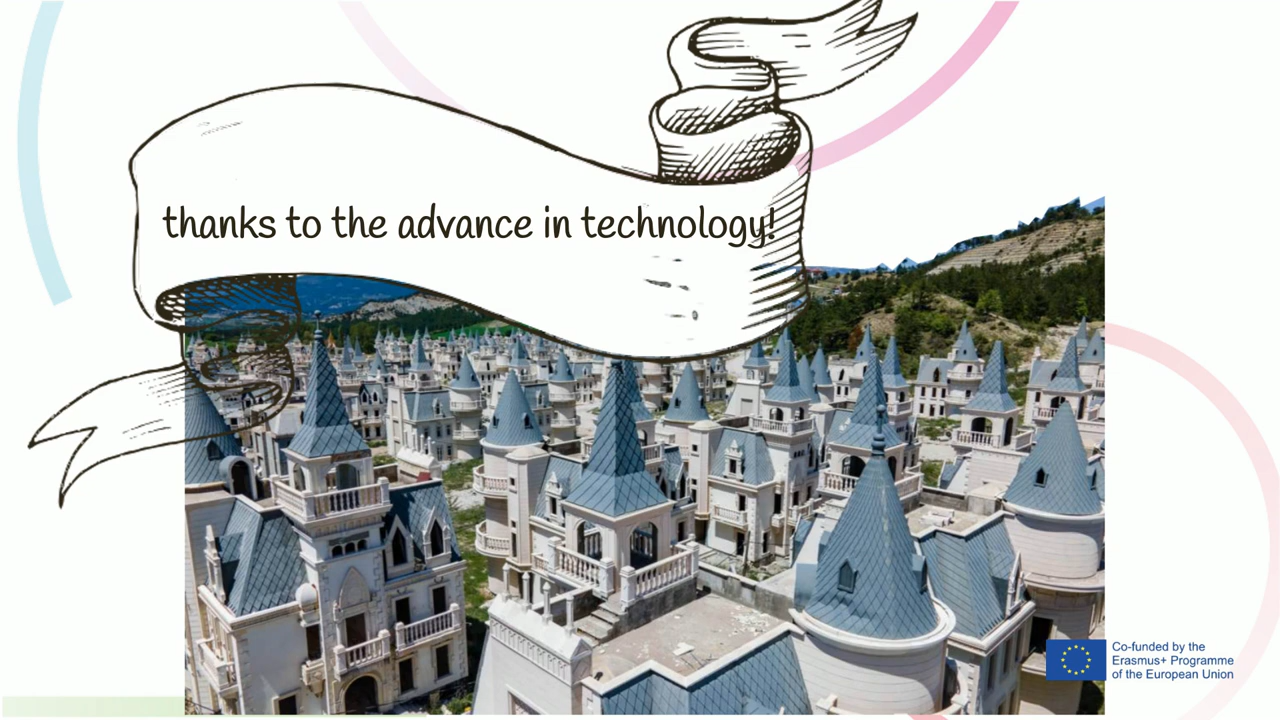 thanks to the advance in technology!
Co-funded by the
Erasmus+ Programme
of the European Union